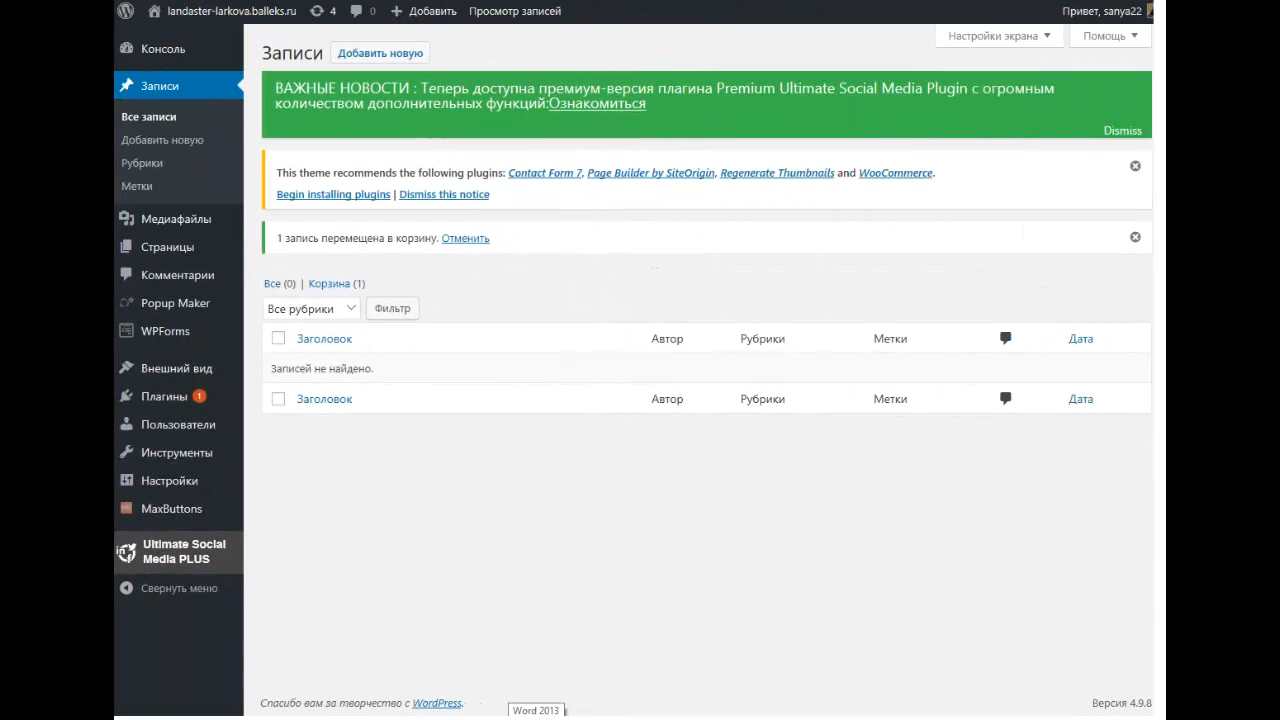 landaster-larkova.balleks.ru 4 0 Добавить Просмотр записей Привет, sanya22
Консоль
Записи
Все записи
Добавить новую
Рубрики
Метки
Медиафайлы
Страницы
Комментарии
Popup Maker
WPForms
Внешний вид
Плагины 1
Пользователи
Инструменты
Настройки
MaxButtons
Ultimate Social
Media PLUS
Свернуть меню
Настройки экрана Помощь
Записи Добавить новую
ВАЖНЫЕ НОВОСТИ : Теперь доступна премиум-версия плагина Premium Ultimate Social Media Plugin с огромным
количеством дополнительных функций:Ознакомиться
Dismiss
This theme recommends the following plugins: Contact Form 7, Page Builder by SiteOrigin, Regenerate Thumbnails and WooCommerce.
Begin installing plugins | Dismiss this notice
1 запись перемещена в корзину. Отменить
Все (0) | Корзина (1)
Все рубрики Фильтр
Заголовок Автор Рубрики Метки Дата
Записей не найдено.
Заголовок Автор Рубрики Метки Дата
Спасибо вам за творчество с WordPress. Версия 4.9.8
Word 2013